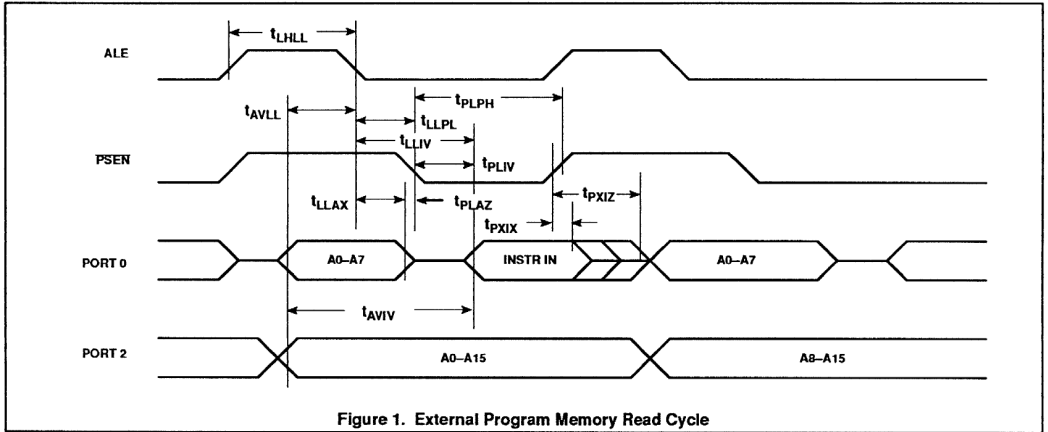 ALE
tLHLL
tPLPH
tAVLL
tLLPL
tLLIV
PSEN
tPLIV
tLLAX
tPLAZ
tPXIZ
tPXIX
PORT 0
A0–A7
INSTR IN
A0–A7
tAVIV
PORT 2
A0–A15
A8–A15
Figure 1. External Program Memory Read Cycle